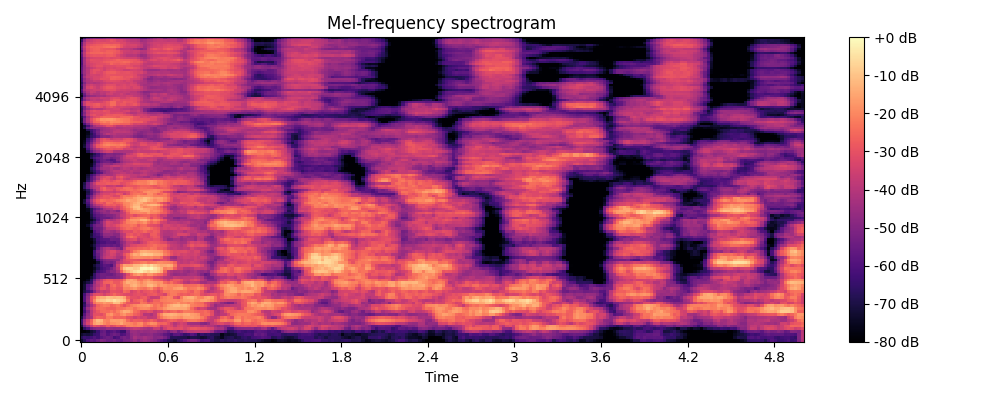 Mel-frequency spectrogram
+0 dB
-10 dB
-20 dB
-30 dB
-40 dB
-50 dB
-60 dB
-70 dB
-80 dB
4096
2048
1024
512
0
Hz
0 0.6 1.2 1.8 2.4 3 3.6 4.2 4.8
Time